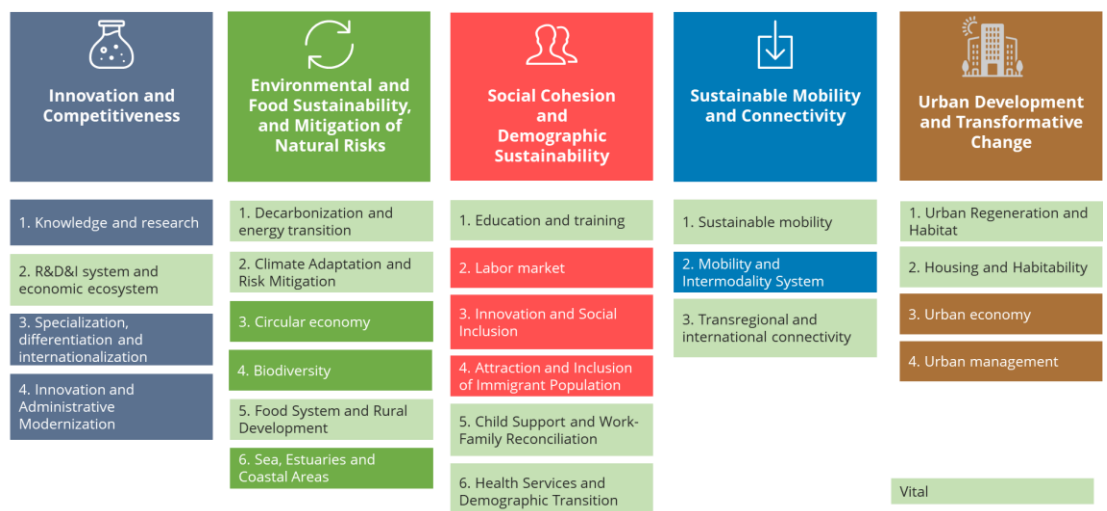 Innovation and
Competitiveness
1. Knowledge and research
2. R&D&I system and
economic ecosystem
3. Specialization,
differentiation and
internationalization
4. Innovation and
Administrative
Modernization
Environmental and
Food Sustainability,
and Mitigation of
Natural Risks
1. Decarbonization and
energy transition
2. Climate Adaptation and
Risk Mitigation
3. Circular economy
4. Biodiversity
5. Food System and Rural
Development
6. Sea, Estuaries and
Coastal Areas
Social Cohesion
and
Demographic
Sustainability
1. Education and training
2. Labor market
3. Innovation and Social
Inclusion
4. Attraction and Inclusion
of Immigrant Population
5. Child Support and Work-
Family Reconciliation
6. Health Services and
Demographic Transition
Sustainable Mobility
and Connectivity
1. Sustainable mobility
2. Mobility and
Intermodality System
3. Transregional and
international connectivity
Urban Development
and Transformative
Change
1. Urban Regeneration and
Habitat
2. Housing and Habitability
3. Urban economy
4. Urban management
Vital